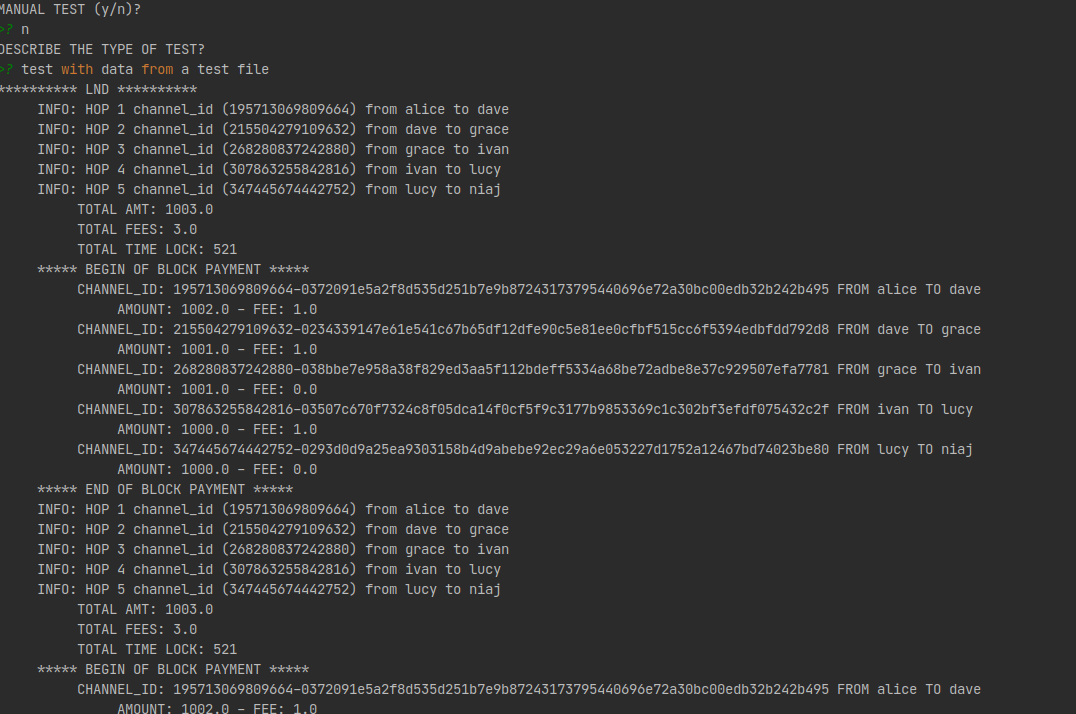 MANUAL TEST (y/n)?
>? n
DESCRIBE THE TYPE OF TEST?
>? test with data from a test file
********** LND **********
INFO: HOP 1 channel_id (195713069809664) from alice to dave
INFO: HOP 2 channel_id (215504279109632) from dave to grace
INFO: HOP 3 channel_id (268280837242880) from grace to ivan
INFO: HOP 4 channel_id (307863255842816) from ivan to lucy
INFO: HOP 5 channel_id (347445674442752) from lucy to niaj
TOTAL AMT: 1003.0
TOTAL FEES: 3.0
TOTAL TIME LOCK: 521
***** BEGIN OF BLOCK PAYMENT *****
CHANNEL_ID: 195713069809664-0372091e5a2f8d535d251b7e9b87243173795440696e72a30bc00edb32b242b495 FROM alice TO dave
AMOUNT: 1002.0 - FEE: 1.0
CHANNEL_ID: 215504279109632-0234339147e61e541c67b65df12dfe90c5e81ee0cfbf515cc6f5394edbfdd792d8 FROM dave TO grace
AMOUNT: 1001.0 - FEE: 1.0
CHANNEL_ID: 268280837242880-038bbe7e958a38f829ed3aa5f112bdeff5334a68be72adbe8e37c929507efa7781 FROM grace TO ivan
AMOUNT: 1001.0 - FEE: 0.0
CHANNEL_ID: 307863255842816-03507c670f7324c8f05dca14f0cf5f9c3177b9853369c1c302bf3efdf075432c2f FROM ivan TO lucy
AMOUNT: 1000.0 - FEE: 1.0
CHANNEL_ID: 347445674442752-0293d0d9a25ea9303158b4d9abebe92ec29a6e053227d1752a12467bd74023be80 FROM lucy TO niaj
AMOUNT: 1000.0 - FEE: 0.0
***** END OF BLOCK PAYMENT *****
INFO: HOP 1 channel_id (195713069809664) from alice to dave
INFO: HOP 2 channel_id (215504279109632) from dave to grace
INFO: HOP 3 channel_id (268280837242880) from grace to ivan
INFO: HOP 4 channel_id (307863255842816) from ivan to lucy
INFO: HOP 5 channel_id (347445674442752) from lucy to niaj
TOTAL AMT: 1003.0
TOTAL FEES: 3.0
TOTAL TIME LOCK: 521
***** BEGIN OF BLOCK PAYMENT *****
CHANNEL_ID: 195713069809664-0372091e5a2f8d535d251b7e9b87243173795440696e72a30bc00edb32b242b495 FROM alice TO dave
AMOUNT: 1002.0 - FEE: 1.0